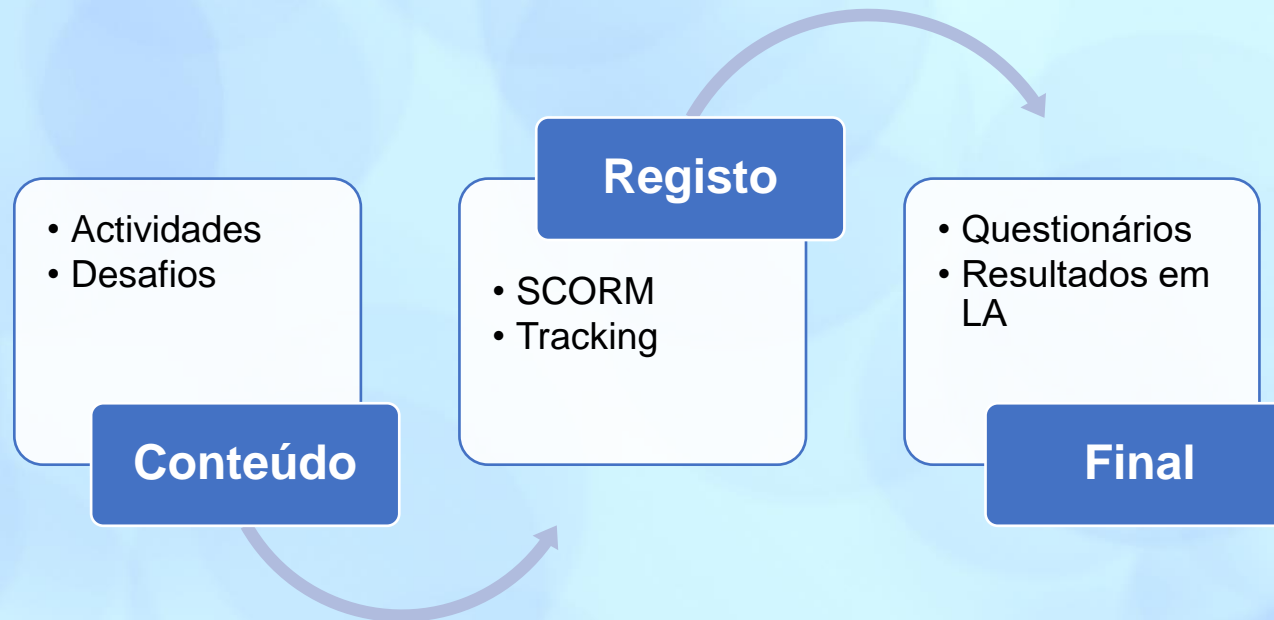 • Actividades
• Desafios
Conteúdo
Registo
• SCORM
• Tracking
• Questionários
• Resultados em
LA
Final